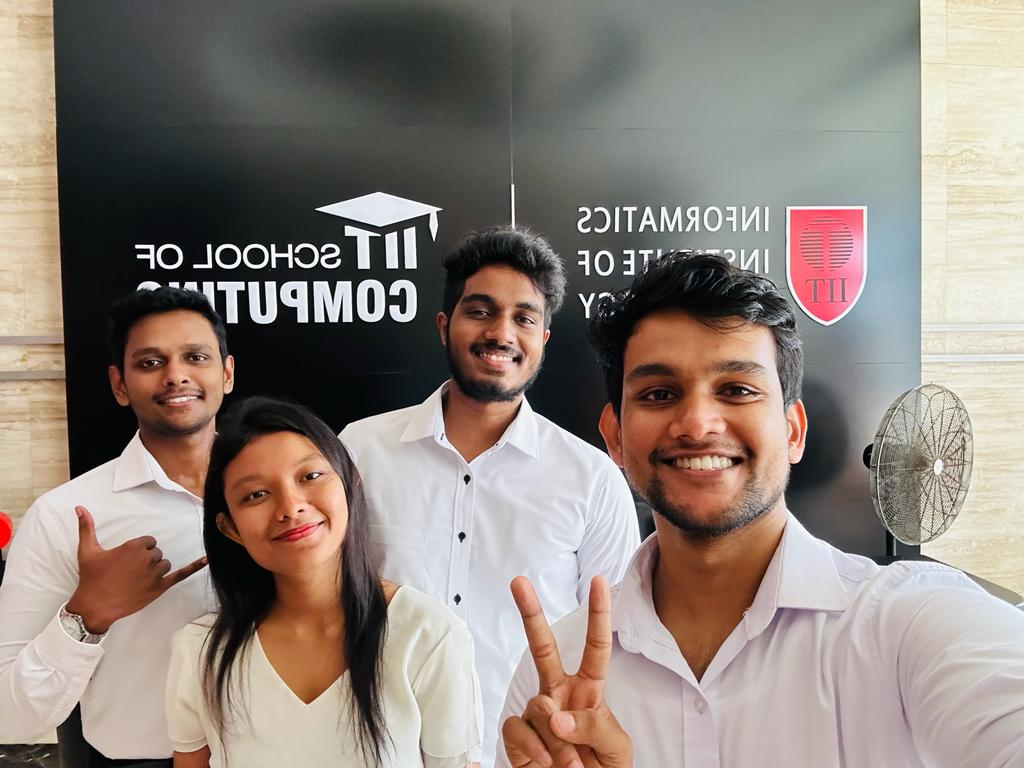 IIT SCHOOL OF
COMPUTING
INFORMATICS
INSTITUTE OF
IIT